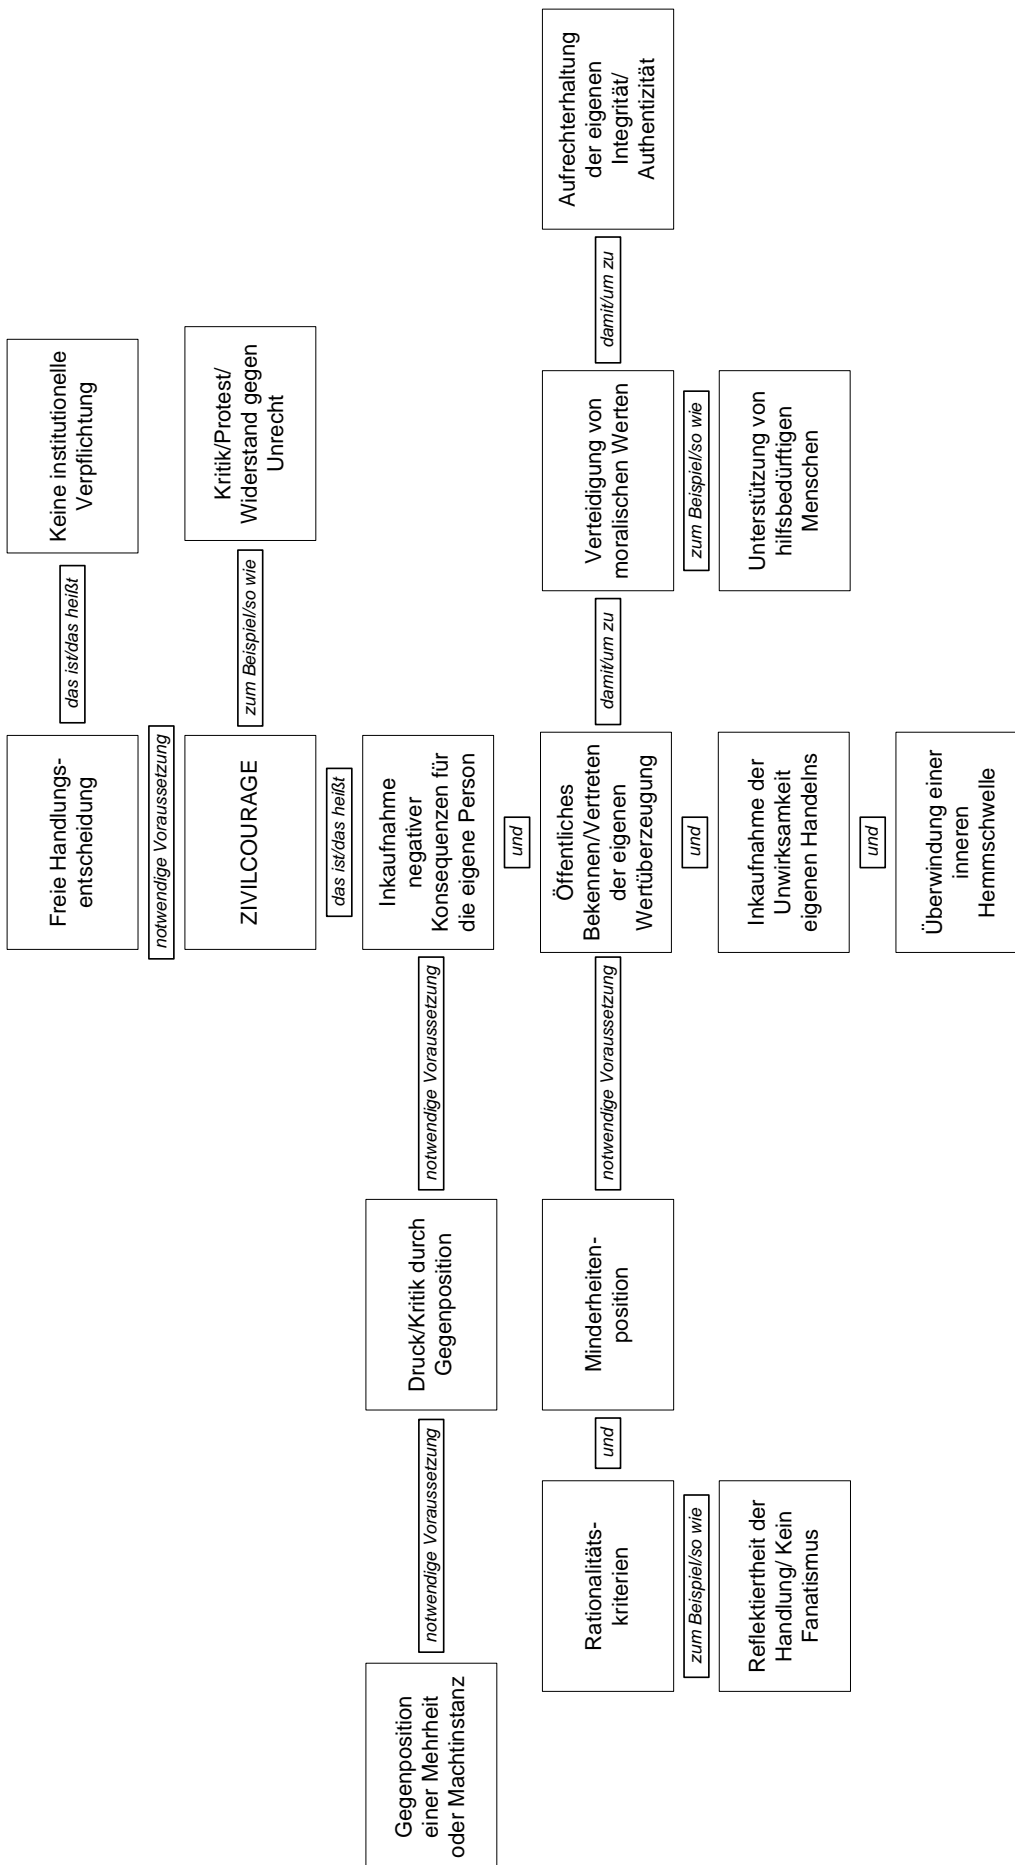 Freie Handlungs-
entscheidung
das ist/das heißt
Keine institutionelle
Verpflichtung
notwendige Voraussetzung
ZIVILCOURAGE
zum Beispiel/so wie
Kritik/Protest/
Widerstand gegen
Unrecht
das ist/das heißt
Gegenposition
einer Mehrheit
oder Machtinstanz
notwendige Voraussetzung
Druck/Kritik durch
Gegenposition
notwendige Voraussetzung
Inkaufnahme
negativer
Konsequenzen für
die eigene Person
und
Rationalitäts-
kriterien
und
Minderheiten-
position
notwendige Voraussetzung
Öffentliches
Bekennen/Vertreten
der eigenen
Wertüberzeugung
damit/um zu
Verteidigung von
moralischen Werten
damit/um zu
Aufrechterhaltung
der eigenen
Integrität/
Authentizität
zum Beispiel/so wie
und
zum Beispiel/so wie
Reflektiertheit der
Handlung/ Kein
Fanatismus
Inkaufnahme der
Unwirksamkeit
eigenen Handelns
Unterstützung von
hilfsbedürftigen
Menschen
und
Überwindung einer
inneren
Hemmschwelle